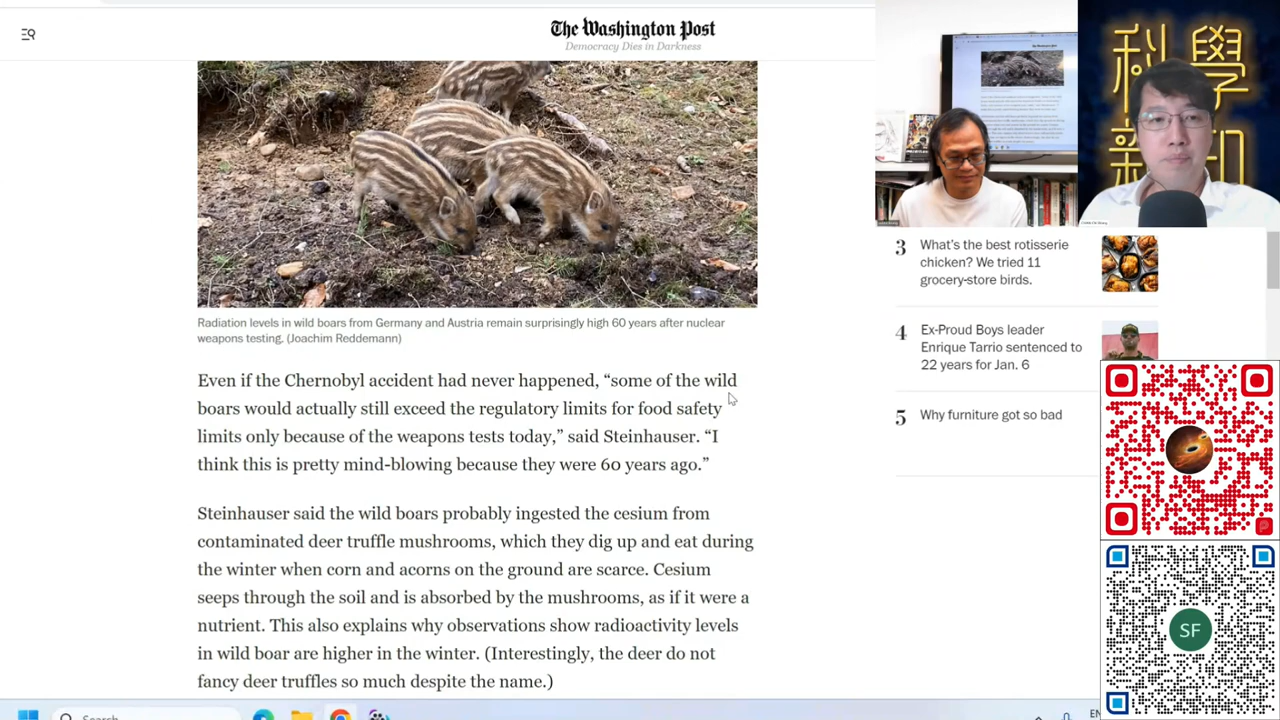 The Washington Post
Democracy Dies in Darkness
Radiation levels in wild boars from Germany and Austria remain surprisingly high 60 years after nuclear
weapons testing. (Joachim Reddemann)
Even if the Chernobyl accident had never happened, “some of the wild
boars would actually still exceed the regulatory limits for food safety
limits only because of the weapons tests today,” said Steinhauser. “I
think this is pretty mind-blowing because they were 60 years ago.”
Steinhauser said the wild boars probably ingested the cesium from
contaminated deer truffle mushrooms, which they dig up and eat during
the winter when corn and acorns on the ground are scarce. Cesium
seeps through the soil and is absorbed by the mushrooms, as if it were a
nutrient. This also explains why observations show radioactivity levels
in wild boar are higher in the winter. (Interestingly, the deer do not
fancy deer truffles so much despite the name.)
科學
新知
3
What’s the best rotisserie
chicken? We tried 11
grocery-store birds.
4
Ex-Proud Boys leader
Enrique Tarrio sentenced to
22 years for Jan. 6
5
Why furniture got so bad
SF
Search